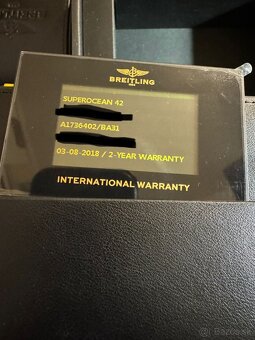 BREITLING
1884
SUPEROCEAN 42
A1736402/BA31
03-08-2018 / 2-YEAR WARRANTY
INTERNATIONAL WARRANTY